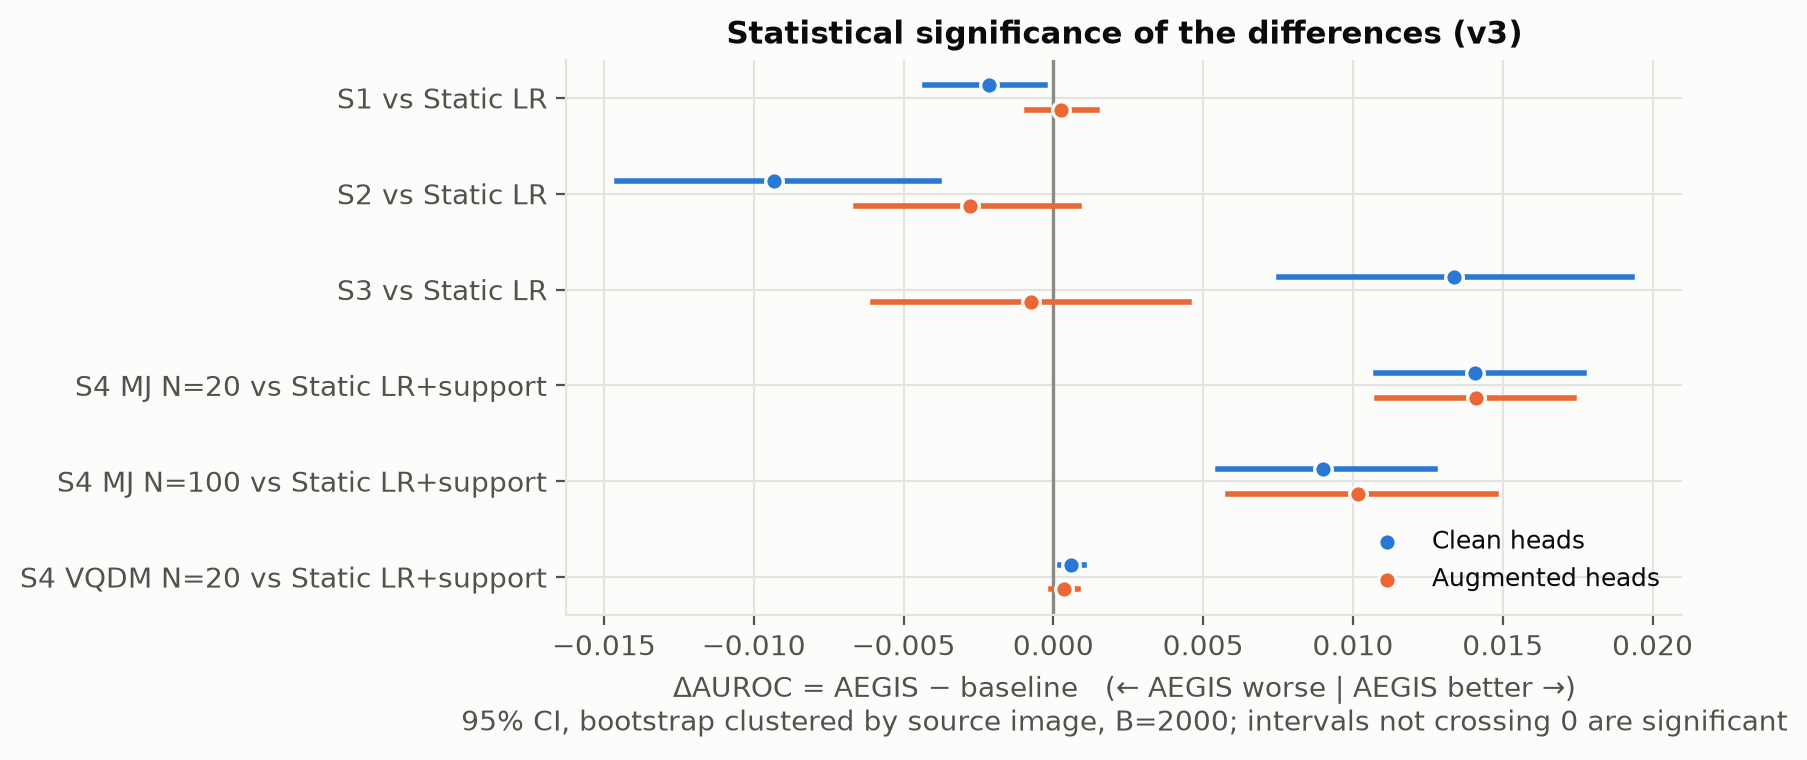 Statistical significance of the differences (v3)
S1 vs Static LR
S2 vs Static LR
S3 vs Static LR
S4 MJ N=20 vs Static LR+support
S4 MJ N=100 vs Static LR+support
S4 VQDM N=20 vs Static LR+support
Clean heads
Augmented heads
−0.015 −0.010 −0.005 0.000 0.005 0.010 0.015 0.020
ΔAUROC = AEGIS − baseline (← AEGIS worse | AEGIS better →)
95% CI, bootstrap clustered by source image, B=2000; intervals not crossing 0 are significant